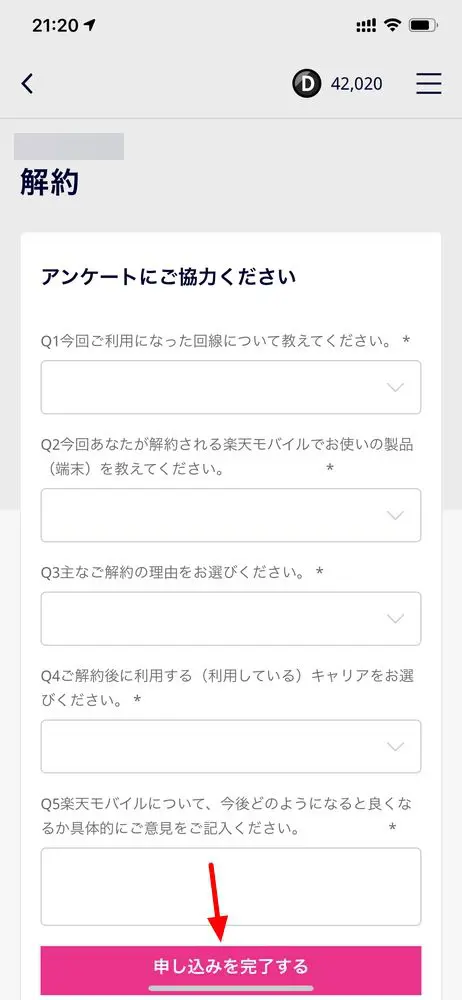 21:20
D 42,020
解約
アンケートにご協力ください
Q1今回ご利用になった回線について教えてください。 *
Q2今回あなたが解約される楽天モバイルでお使いの製品
（端末）を教えてください。 *
Q3主なご解約の理由をお選びください。 *
Q4ご解約後に利用する（利用している）キャリアをお選
びください。 *
Q5楽天モバイルについて、今後どのようになると良くな
るか具体的にご意見をご記入ください。 *
申し込みを完了する